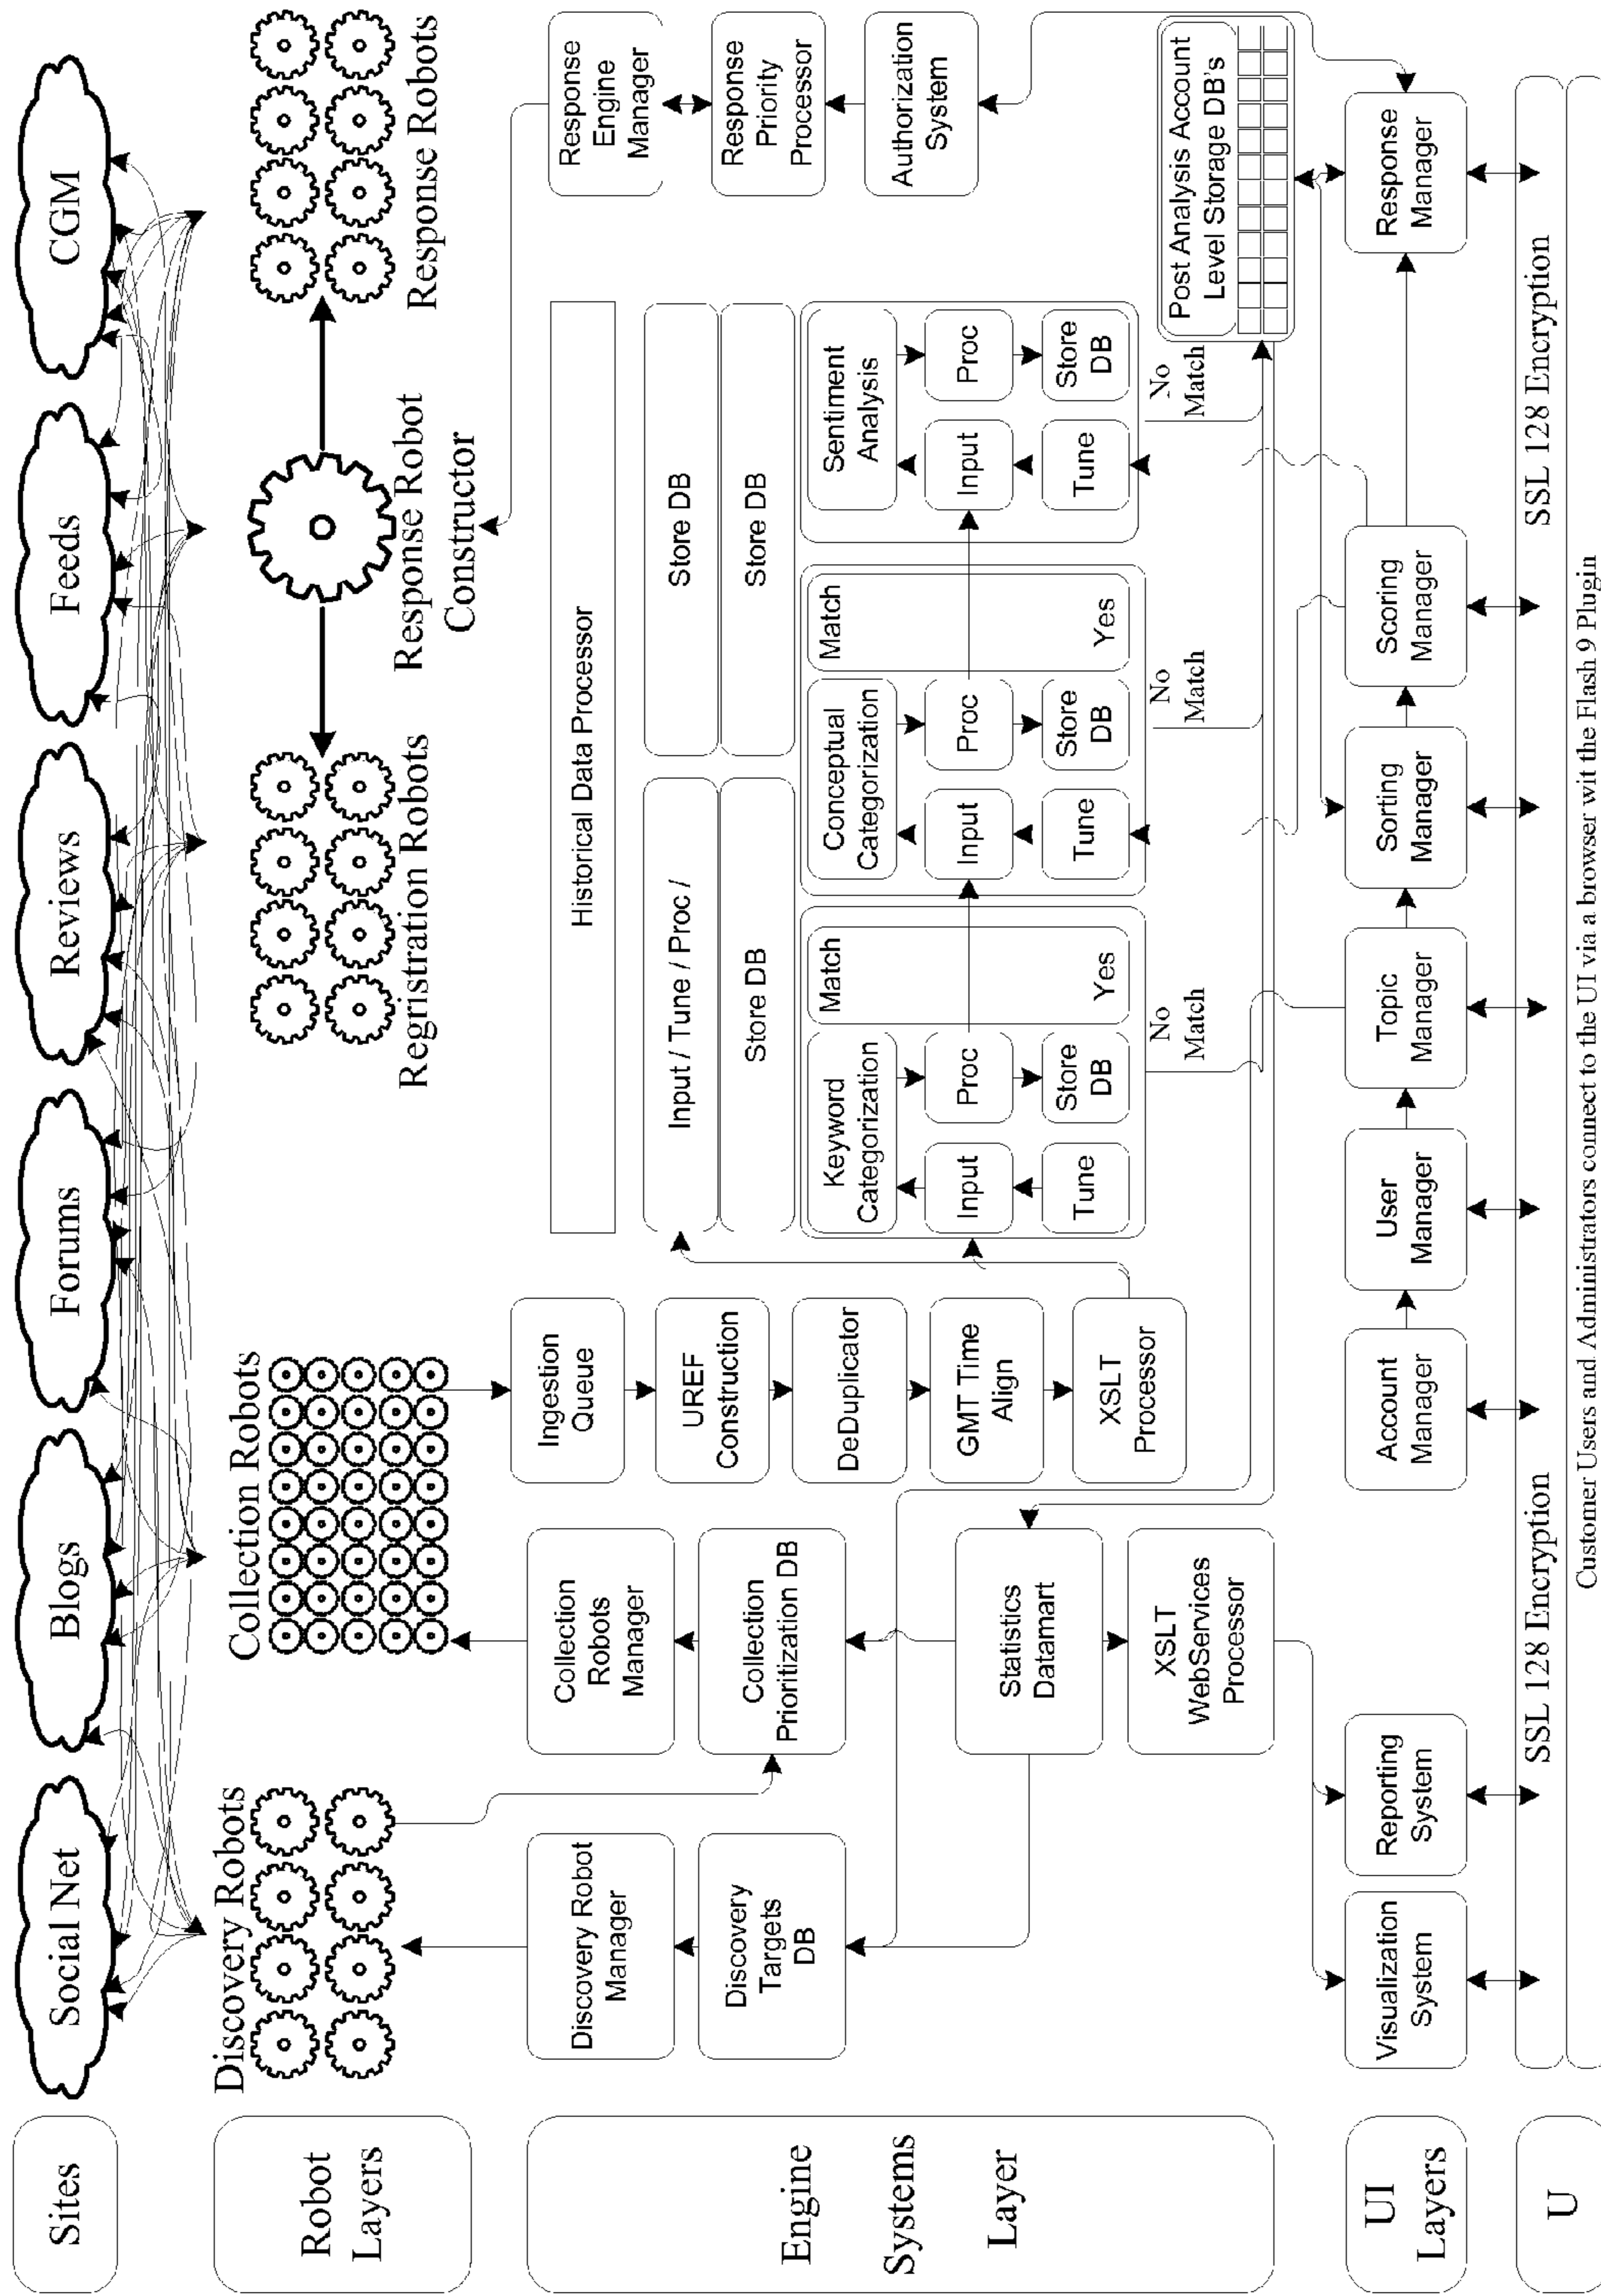 Sites
Social Net
Blogs
Forums
Reviews
Feeds
CGM
Robot
Layers
Discovery Robots
Collection Robots
Regristration Robots
Response Robot
Constructor
Response Robots
Engine
Systems
Layer
Discovery Robot
Manager
Discovery
Targets
DB
Collection
Robots
Manager
Collection
Prioritization DB
Statistics
Datamart
XSLT
WebServices
Processor
Ingestion
Queue
UREF
Construction
DeDuplicator
GMT Time
Align
XSLT
Processor
Historical Data Processor
Input / Tune / Proc /
Store DB
Store DB
Store DB
Keyword
Categorization
Input
Tune
Proc
Store
DB
Match
Yes
No
Match
Conceptual
Categorization
Input
Tune
Proc
Store
DB
Match
Yes
No
Match
Sentiment
Analysis
Input
Tune
Proc
Store
DB
No
Match
Response
Engine
Manager
Response
Priority
Processor
Authorization
System
Post Analysis Account
Level Storage DB's
UI
Layers
Visualization
System
Reporting
System
Account
Manager
User
Manager
Topic
Manager
Sorting
Manager
Scoring
Manager
Response
Manager
U
SSL 128 Encryption
SSL 128 Encryption
Customer Users and Administrators connect to the UI via a browser wit the Flash 9 Plugin